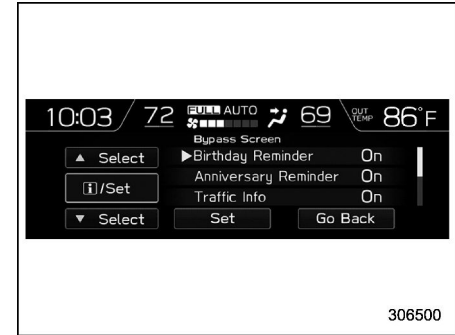 10:03 72 FULL AUTO 69 OUT TEMP 86°F
Bypass Screen
▲ Select ▶Birthday Reminder On
i/Set Anniversary Reminder On
Traffic Info On
▼ Select Set Go Back
306500